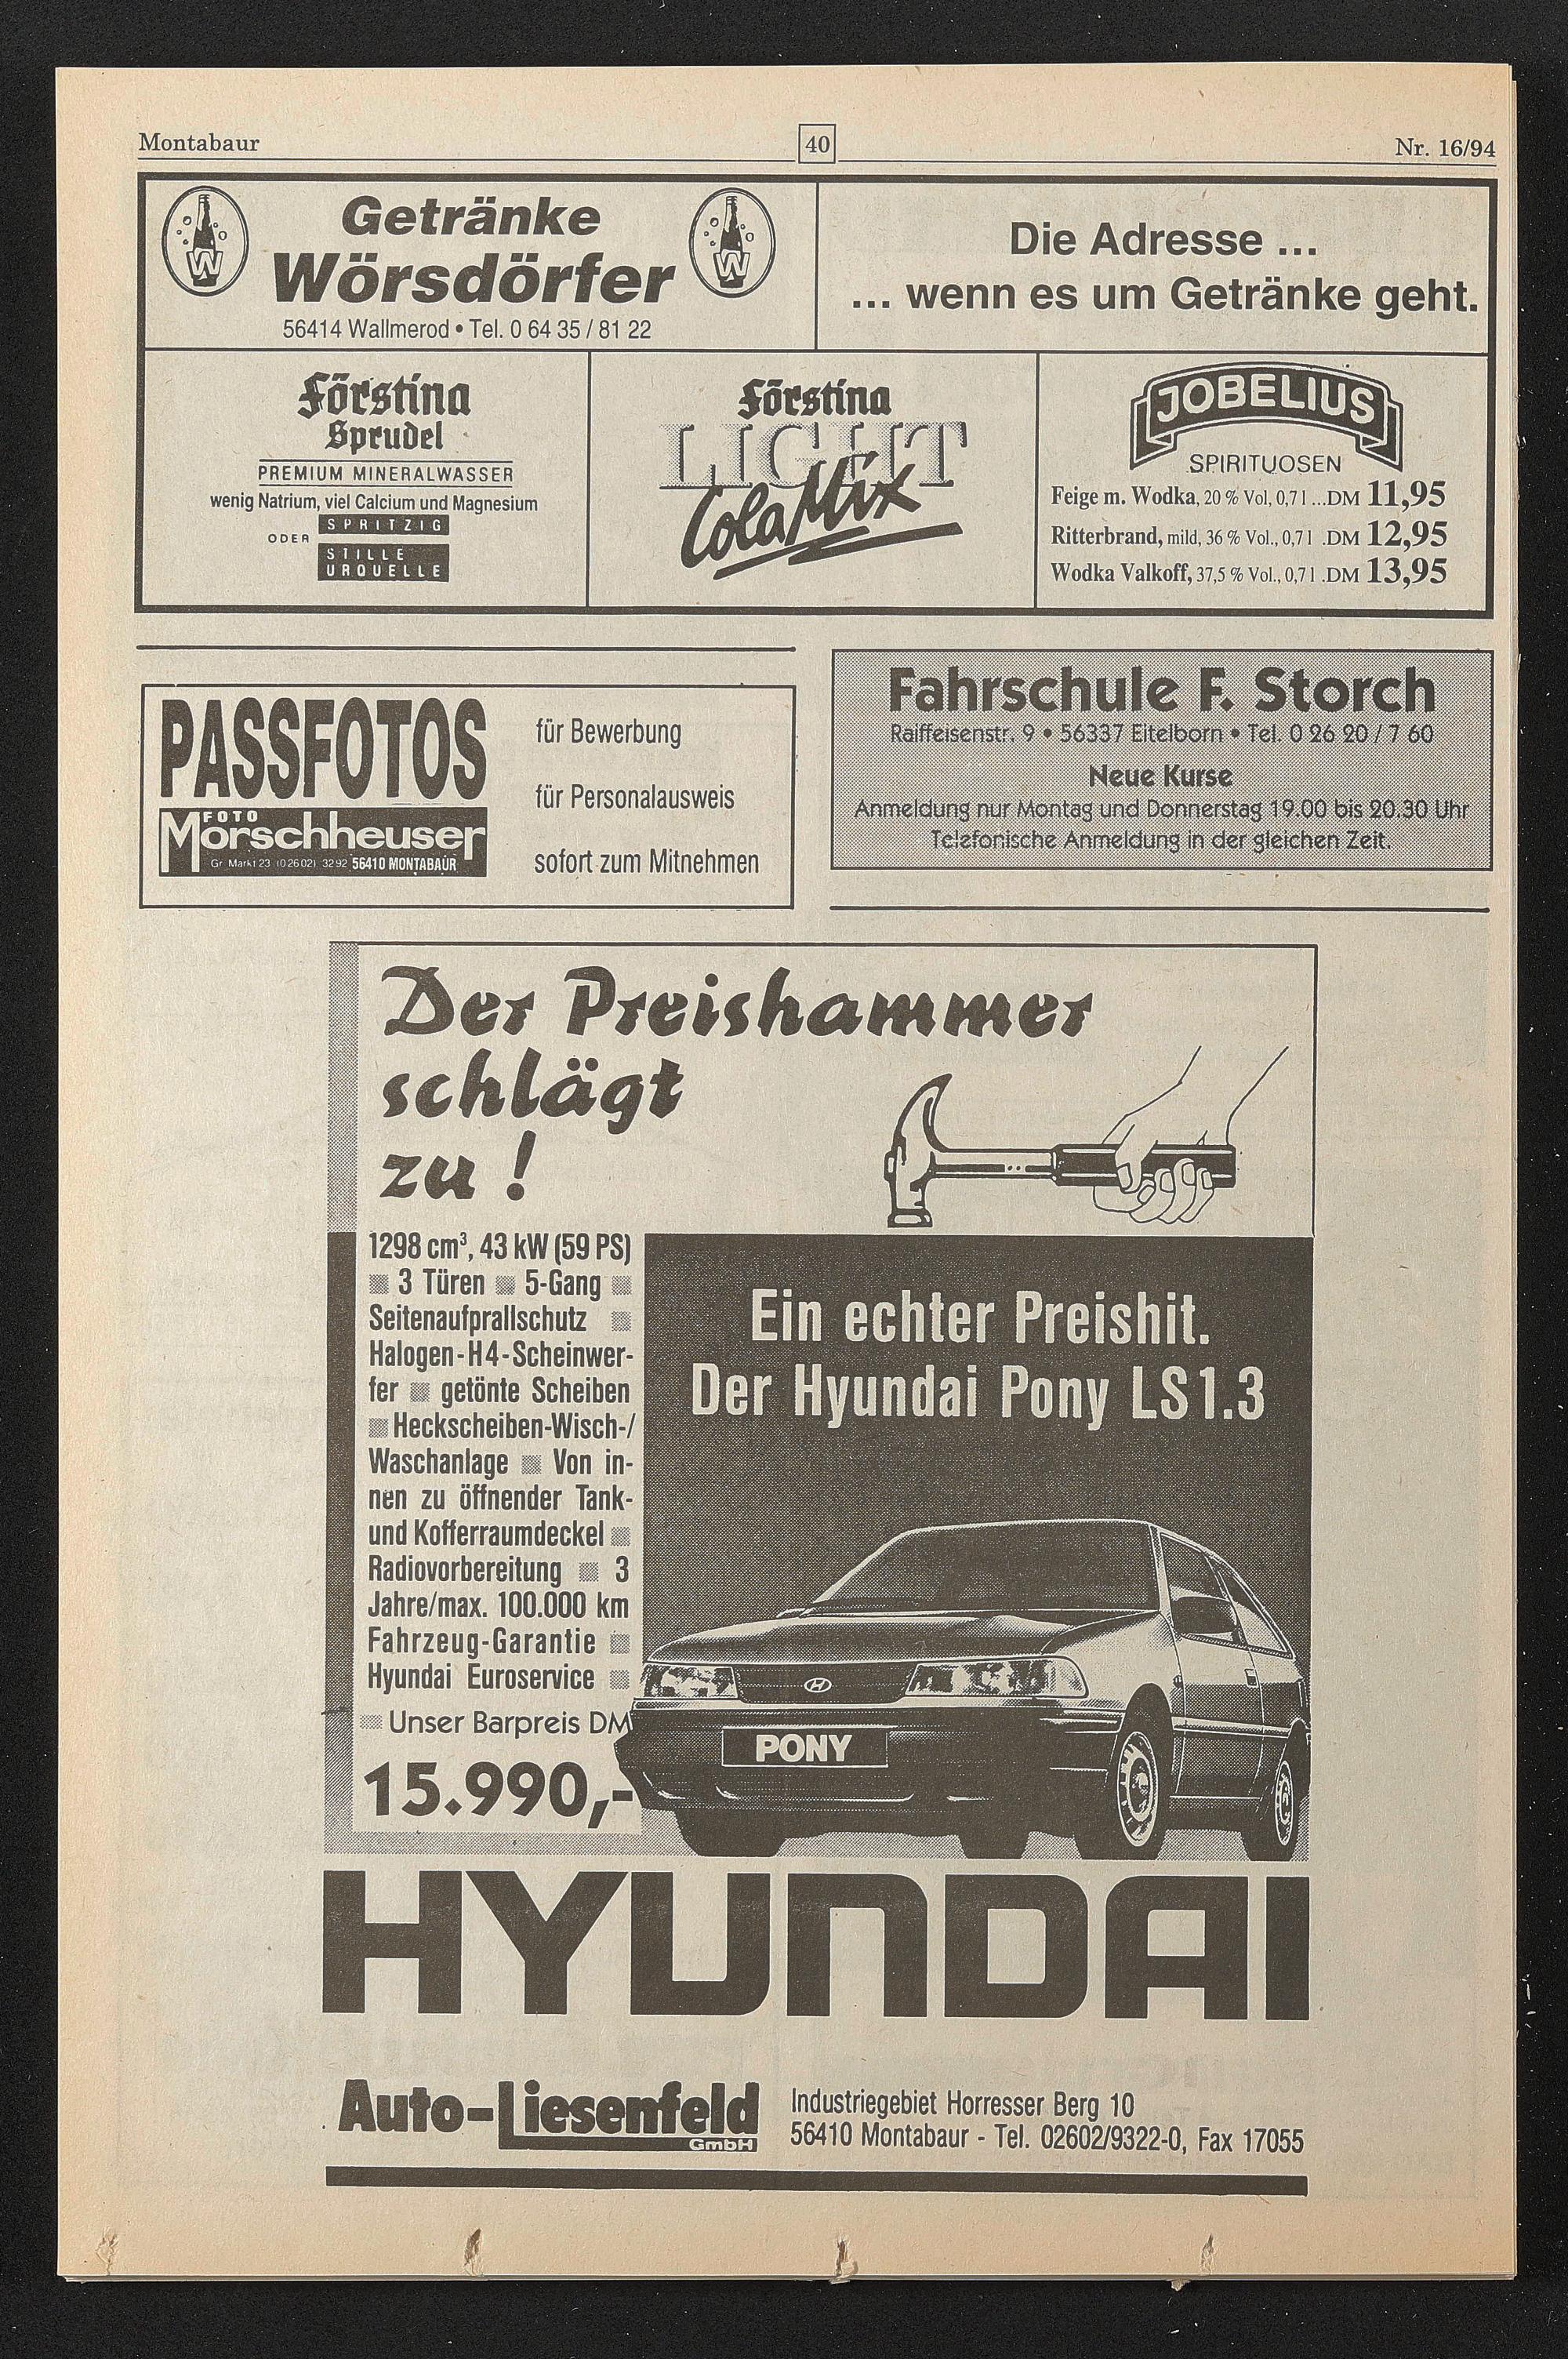 Montabaur
40
Nr. 16/94
Getränke
Wörsdörfer
56414 Wallmerod • Tel. 0 64 35 / 81 22
W
W
Die Adresse ...
... wenn es um Getränke geht.
Förstina
Sprudel
PREMIUM MINERALWASSER
wenig Natrium, viel Calcium und Magnesium
SPRITZIG
ODER
STILLE
URQUELLE
Förstina
LIGHT
Cola Mix
JOBELIUS
SPIRITUOSEN
Feige m. Wodka, 20 % Vol, 0,7 l ...DM 11,95
Ritterbrand, mild, 36 % Vol., 0,7 l .DM 12,95
Wodka Valkoff, 37,5 % Vol., 0,7 l .DM 13,95
PASSFOTOS
FOTO
Morschheuser
Gr. Markt 23 (02602) 3292 56410 MONTABAUR
für Bewerbung
für Personalausweis
sofort zum Mitnehmen
Fahrschule F. Storch
Raiffeisenstr. 9 • 56337 Eitelborn • Tel. 0 26 20 / 7 60
Neue Kurse
Anmeldung nur Montag und Donnerstag 19.00 bis 20.30 Uhr
Telefonische Anmeldung in der gleichen Zeit.
Der Preishammer
schlägt
zu !
1298 cm³, 43 kW (59 PS)
3 Türen 5-Gang
Seitenaufprallschutz
Halogen-H4-Scheinwer-
fer getönte Scheiben
Heckscheiben-Wisch-/
Waschanlage Von in-
nen zu öffnender Tank-
und Kofferraumdeckel
Radiovorbereitung 3
Jahre/max. 100.000 km
Fahrzeug-Garantie
Hyundai Euroservice
Unser Barpreis DM
15.990,-
Ein echter Preishit.
Der Hyundai Pony LS 1.3
PONY
HYUNDAI
Auto-Liesenfeld
GmbH
Industriegebiet Horresser Berg 10
56410 Montabaur - Tel. 02602/9322-0, Fax 17055